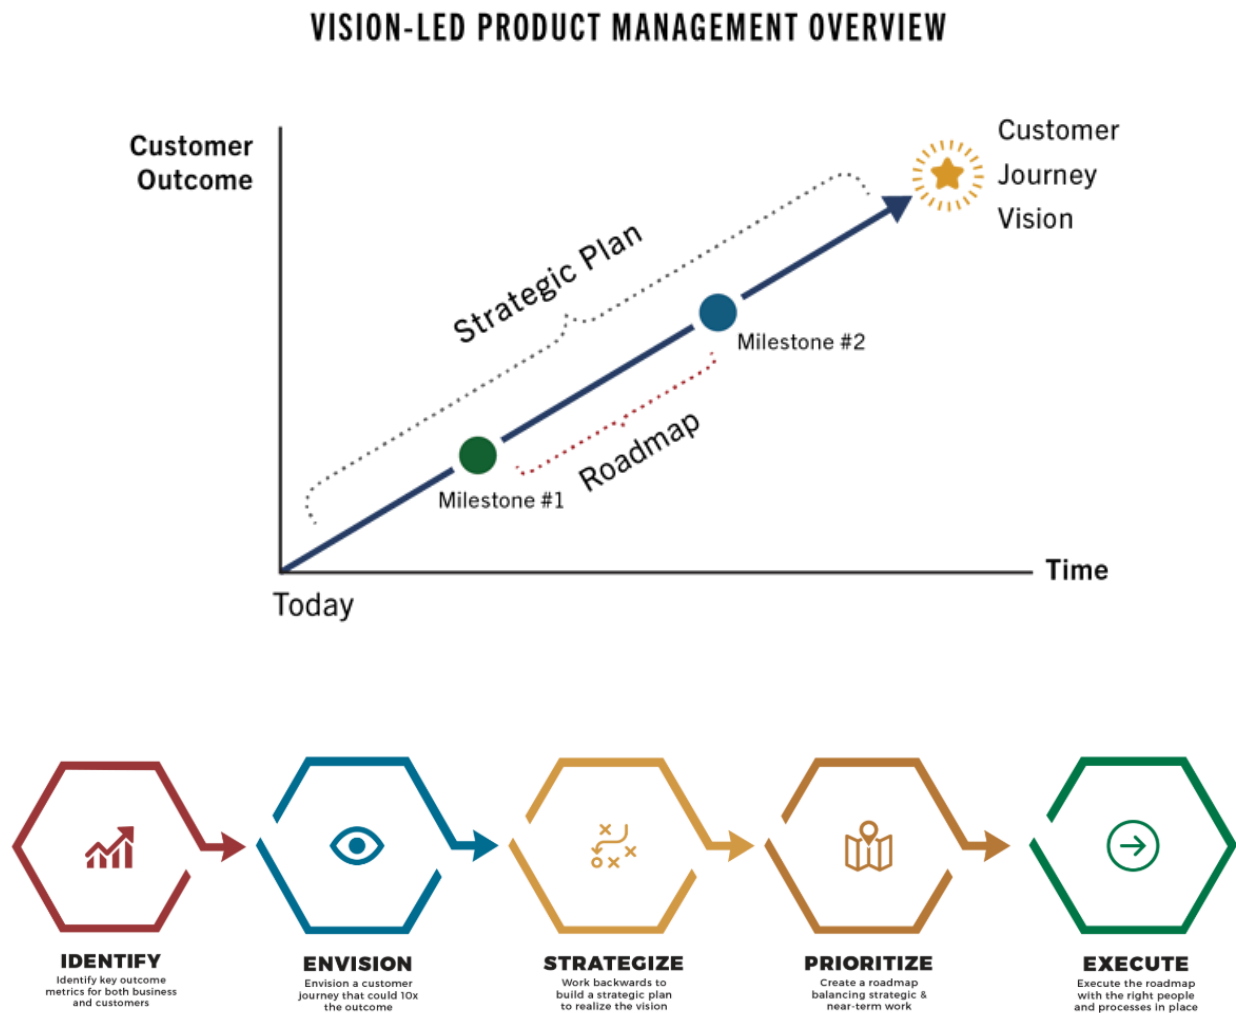 VISION-LED PRODUCT MANAGEMENT OVERVIEW
Customer
Outcome
Customer
Journey
Vision
Strategic Plan
Milestone #2
Roadmap
Milestone #1
Time
Today
IDENTIFY
Identify key outcome
metrics for both business
and customers
ENVISION
Envision a customer
journey that could 10x
the outcome
STRATEGIZE
Work backwards to
build a strategic plan
to realize the vision
PRIORITIZE
Create a roadmap
balancing strategic &
near-term work
EXECUTE
Execute the roadmap
with the right people
and processes in place